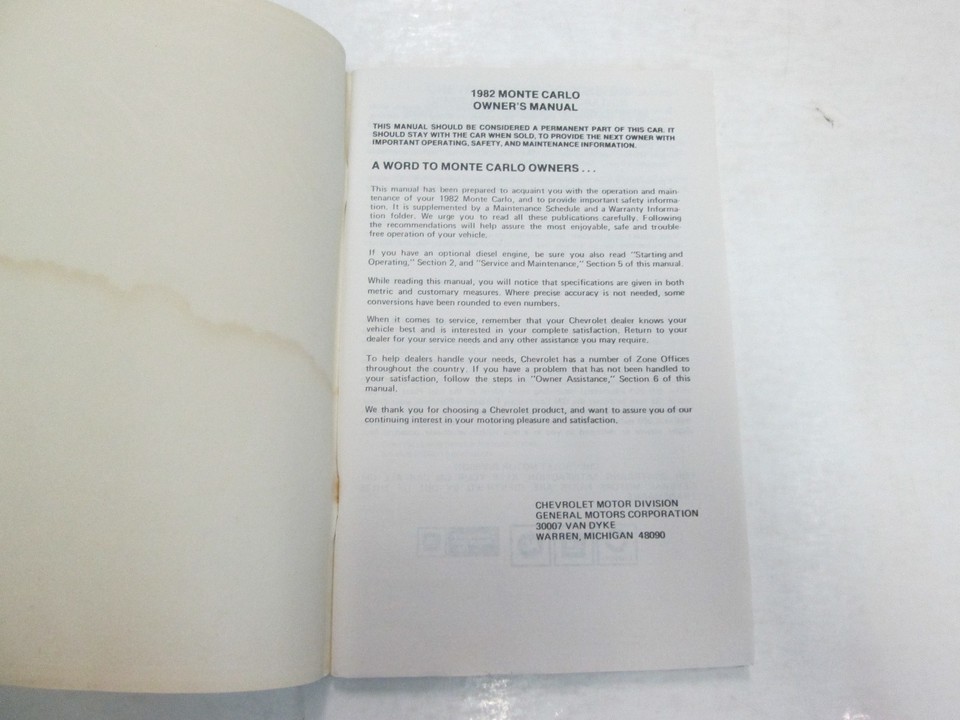 1982 MONTE CARLO
OWNER'S MANUAL
THIS MANUAL SHOULD BE CONSIDERED A PERMANENT PART OF THIS CAR. IT
SHOULD STAY WITH THE CAR WHEN SOLD, TO PROVIDE THE NEXT OWNER WITH
IMPORTANT OPERATING, SAFETY, AND MAINTENANCE INFORMATION.
A WORD TO MONTE CARLO OWNERS . . .
This manual has been prepared to acquaint you with the operation and main-
tenance of your 1982 Monte Carlo, and to provide important safety informa-
tion. It is supplemented by a Maintenance Schedule and a Warranty Informa-
tion folder. We urge you to read all these publications carefully. Following
the recommendations will help assure the most enjoyable, safe and trouble-
free operation of your vehicle.
If you have an optional diesel engine, be sure you also read "Starting and
Operating," Section 2, and "Service and Maintenance," Section 5 of this manual.
While reading this manual, you will notice that specifications are given in both
metric and customary measures. Where precise accuracy is not needed, some
conversions have been rounded to even numbers.
When it comes to service, remember that your Chevrolet dealer knows your
vehicle best and is interested in your complete satisfaction. Return to your
dealer for your service needs and any other assistance you may require.
To help dealers handle your needs, Chevrolet has a number of Zone Offices
throughout the country. If you have a problem that has not been handled to
your satisfaction, follow the steps in "Owner Assistance," Section 6 of this
manual.
We thank you for choosing a Chevrolet product, and want to assure you of our
continuing interest in your motoring pleasure and satisfaction.
CHEVROLET MOTOR DIVISION
GENERAL MOTORS CORPORATION
30007 VAN DYKE
WARREN, MICHIGAN 48090